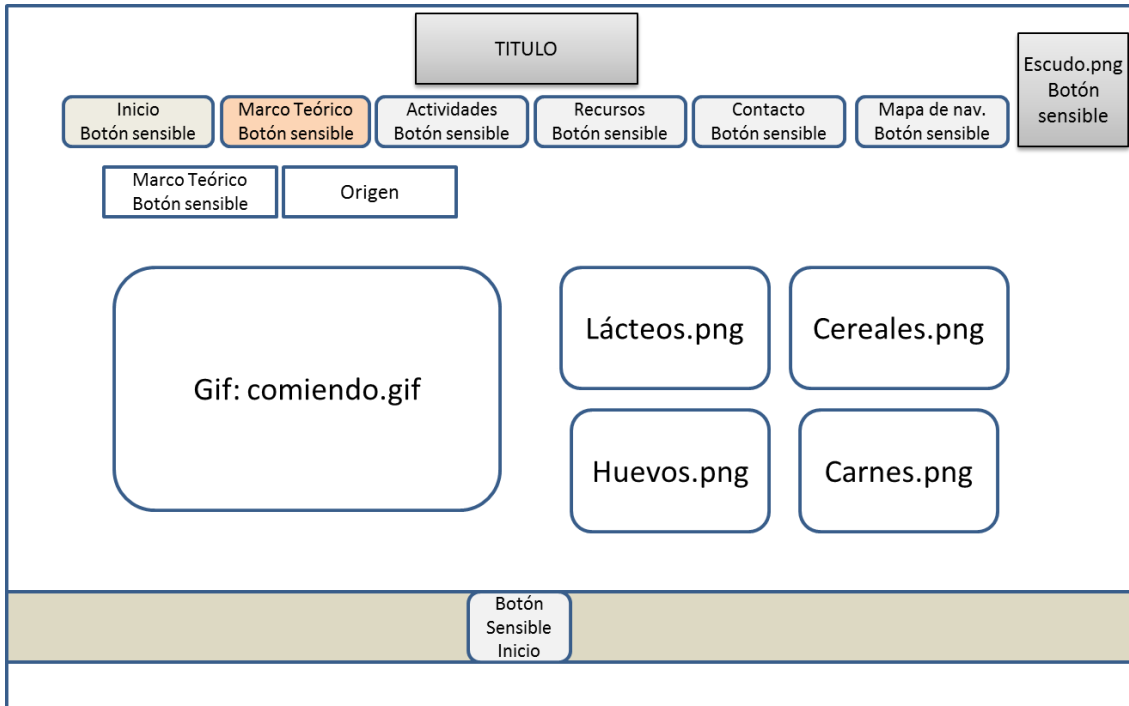 TITULO
Escudo.png
Botón
sensible
Inicio
Botón sensible
Marco Teórico
Botón sensible
Actividades
Botón sensible
Recursos
Botón sensible
Contacto
Botón sensible
Mapa de nav.
Botón sensible
Marco Teórico
Botón sensible
Origen
Gif: comiendo.gif
Lácteos.png
Cereales.png
Huevos.png
Carnes.png
Botón
Sensible
Inicio